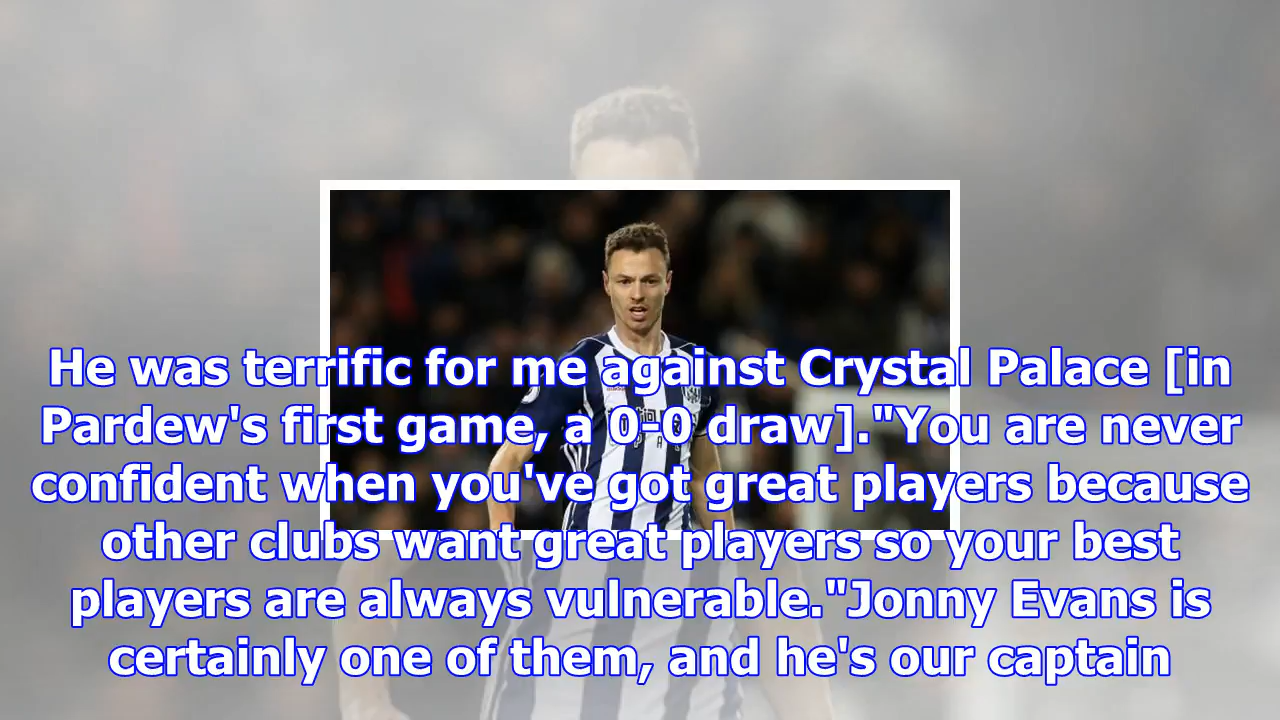 He was terrific for me against Crystal Palace [in
Pardew's first game, a 0-0 draw]."You are never
confident when you've got great players because
other clubs want great players so your best
players are always vulnerable."Jonny Evans is
certainly one of them, and he's our captain